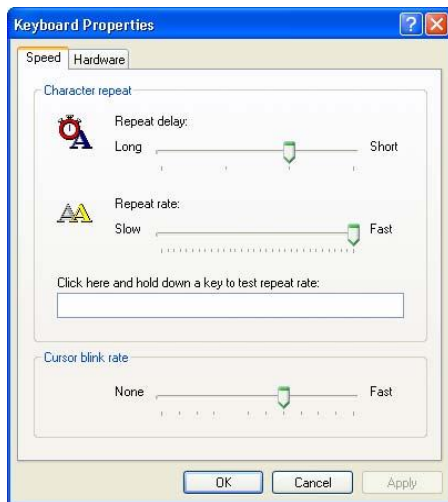 Keyboard Properties
Speed Hardware
Character repeat
A
Repeat delay:
Long Short
AA
Repeat rate:
Slow Fast
Click here and hold down a key to test repeat rate:
Cursor blink rate
None Fast
OK Cancel Apply